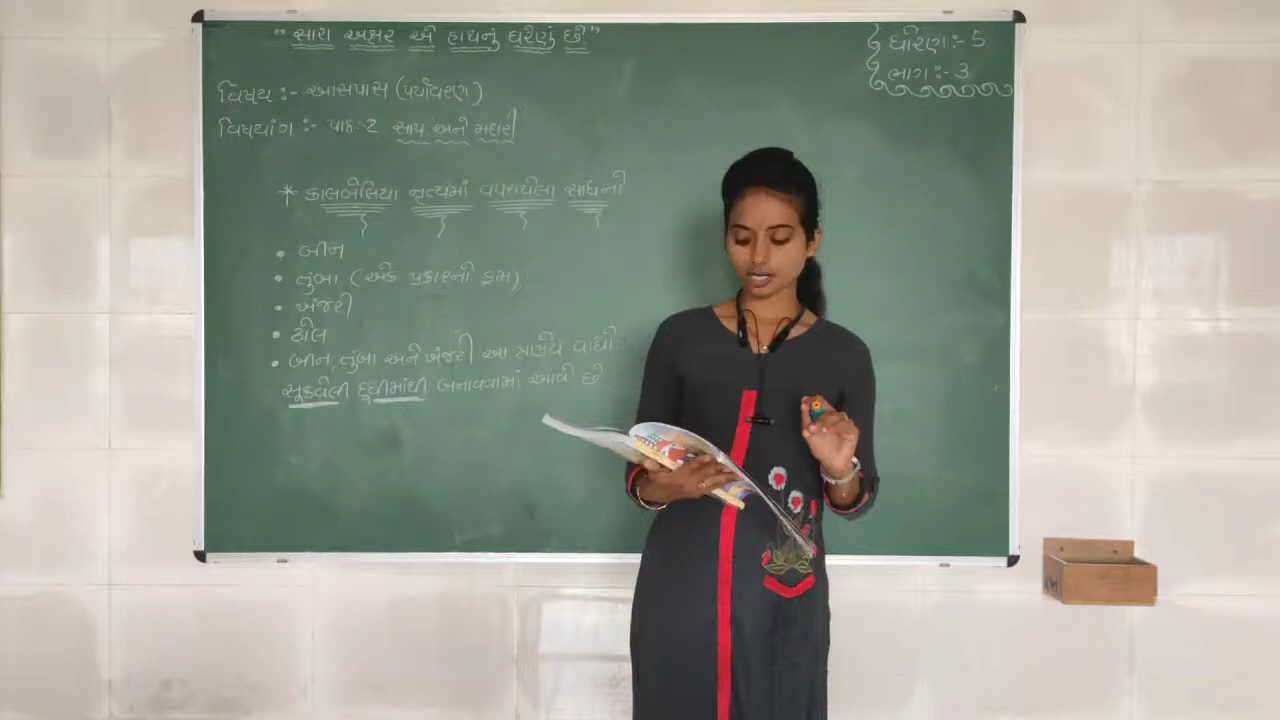 “સારા અક્ષર એ હાથનું ઘરેણું છે”
ધોરણ:- 5
ભાગ:- 3
વિષય :- આસપાસ (પર્યાવરણ)
વિષયાંગ :- પાઠ:-2 સાપ અને મદારી
* કાલબેલિયા નૃત્યમાં વપરાયેલા સાધનો
• બીન
• તુંબા (એક પ્રકારનો ડ્રમ)
• ખંજરી
• ઢોલ
• બીન, તુંબા અને ખંજરી આ ત્રણેય વાદ્યો
સૂકવેલી દૂધીમાંથી બનાવવામાં આવે છે